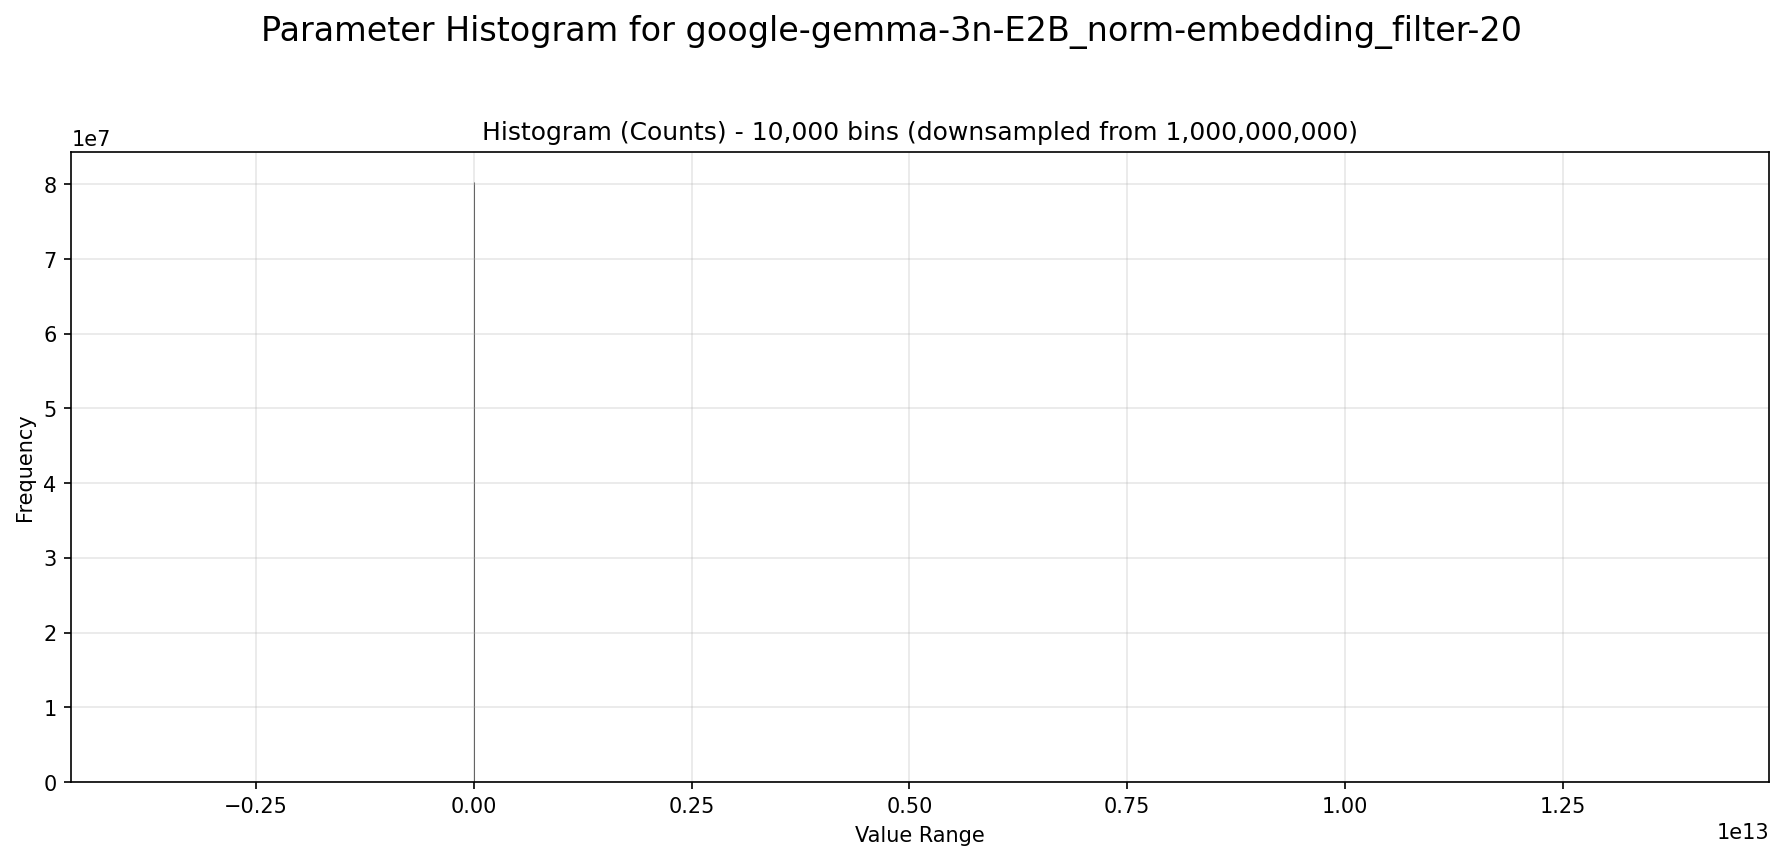 Parameter Histogram for google-gemma-3n-E2B_norm-embedding_filter-20
Histogram (Counts) - 10,000 bins (downsampled from 1,000,000,000)
1e7
8
7
6
5
4
3
2
1
0
Frequency
−0.25 0.00 0.25 0.50 0.75 1.00 1.25
Value Range
1e13